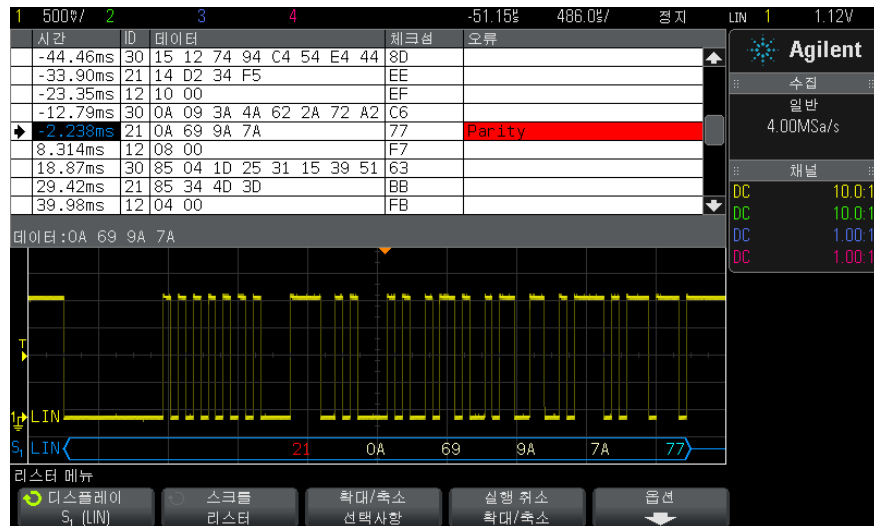 1 500▽/ 2 3 4 -51.15␍ 486.0␍/ 정지 LIN 1 1.12V
시간 ID 데이터 체크섬 오류
-44.46ms 30 15 12 74 94 C4 54 E4 44 8D
-33.90ms 21 14 D2 34 F5 EE
-23.35ms 12 10 00 EF
-12.79ms 30 0A 09 3A 4A 62 2A 72 A2 C6
-2.238ms 21 0A 69 9A 7A 77 Parity
8.314ms 12 08 00 F7
18.87ms 30 85 04 1D 25 31 15 39 51 63
29.42ms 21 85 34 4D 3D BB
39.98ms 12 04 00 FB
데이터:0A 69 9A 7A
Agilent
수집
일반
4.00MSa/s
채널
DC 10.0:1
DC 10.0:1
DC 1.00:1
DC 1.00:1
T
1 LIN
S1 LIN 21 0A 69 9A 7A 77
리스터 메뉴
디스플레이 S1 (LIN)
스크롤 리스터
확대/축소 선택사항
실행 취소 확대/축소
옵션